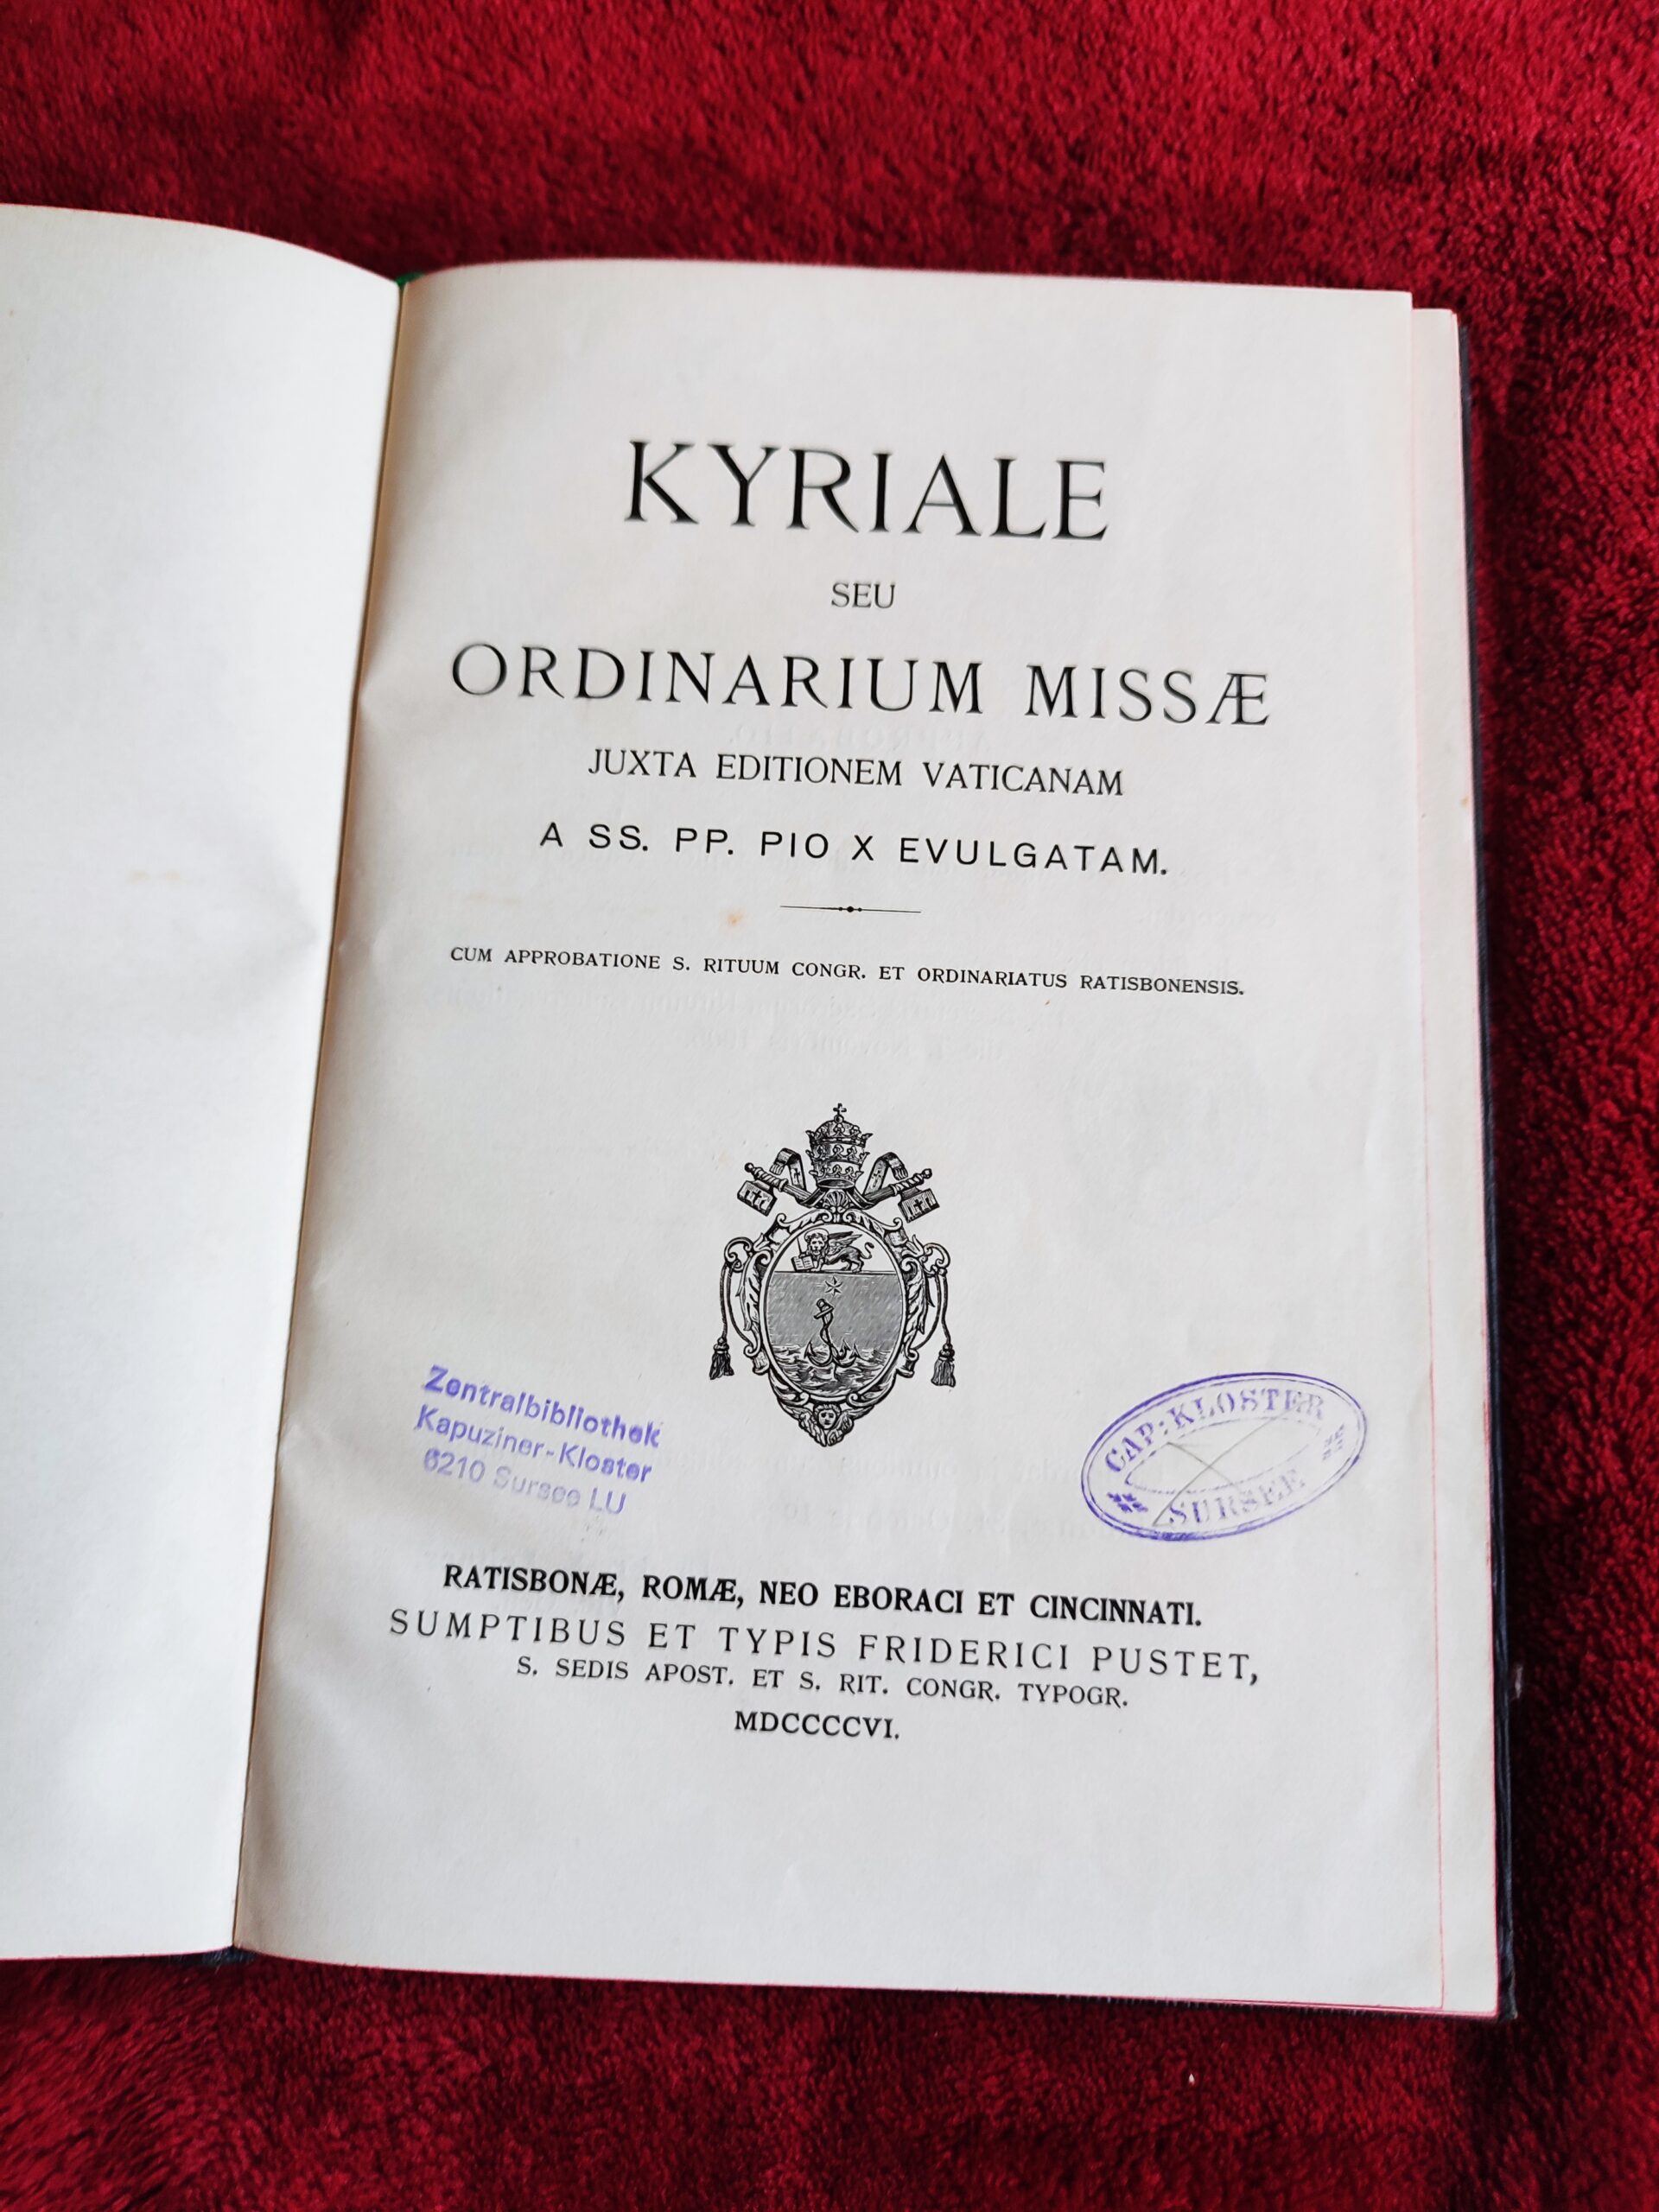 KYRIALE
SEU
ORDINARIUM MISSÆ
JUXTA EDITIONEM VATICANAM
A SS. PP. PIO X EVULGATAM.
CUM APPROBATIONE S. RITUUM CONGR. ET ORDINARIATUS RATISBONENSIS.
Zentralbibliothek
Kapuziner-Kloster
6210 Sursee LU
CAP: KLOSTER
SURSEE
RATISBONÆ, ROMÆ, NEO EBORACI ET CINCINNATI.
SUMPTIBUS ET TYPIS FRIDERICI PUSTET,
S. SEDIS APOST. ET S. RIT. CONGR. TYPOGR.
MDCCCCVI.